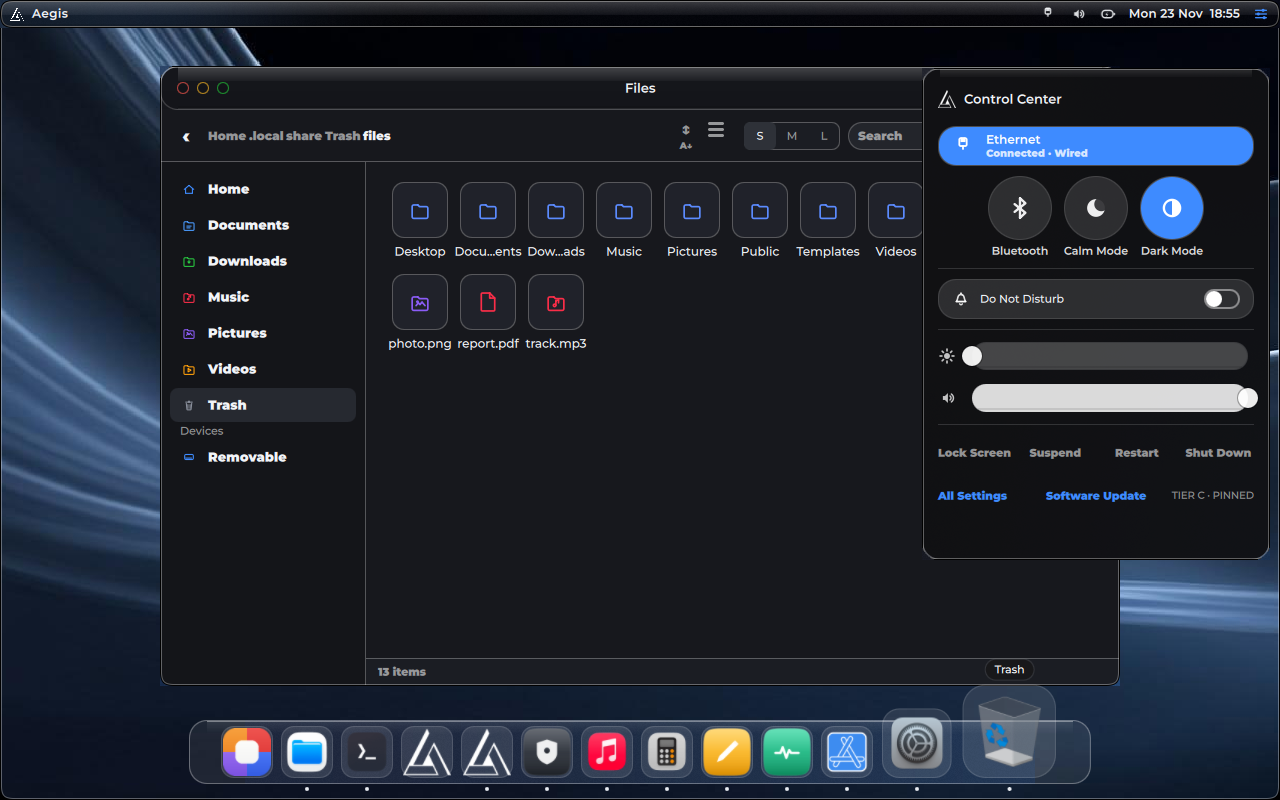 Aegis
Mon 23 Nov 18:55
Files
Home .local share Trash files
A+
S M L
Search
Home
Documents
Downloads
Music
Pictures
Videos
Trash
Devices
Removable
Desktop Docu...ents Dow...ads Music Pictures Public Templates Videos
photo.png report.pdf track.mp3
13 items
Control Center
Ethernet
Connected · Wired
Bluetooth Calm Mode Dark Mode
Do Not Disturb
Lock Screen Suspend Restart Shut Down
All Settings Software Update TIER C · PINNED
Trash